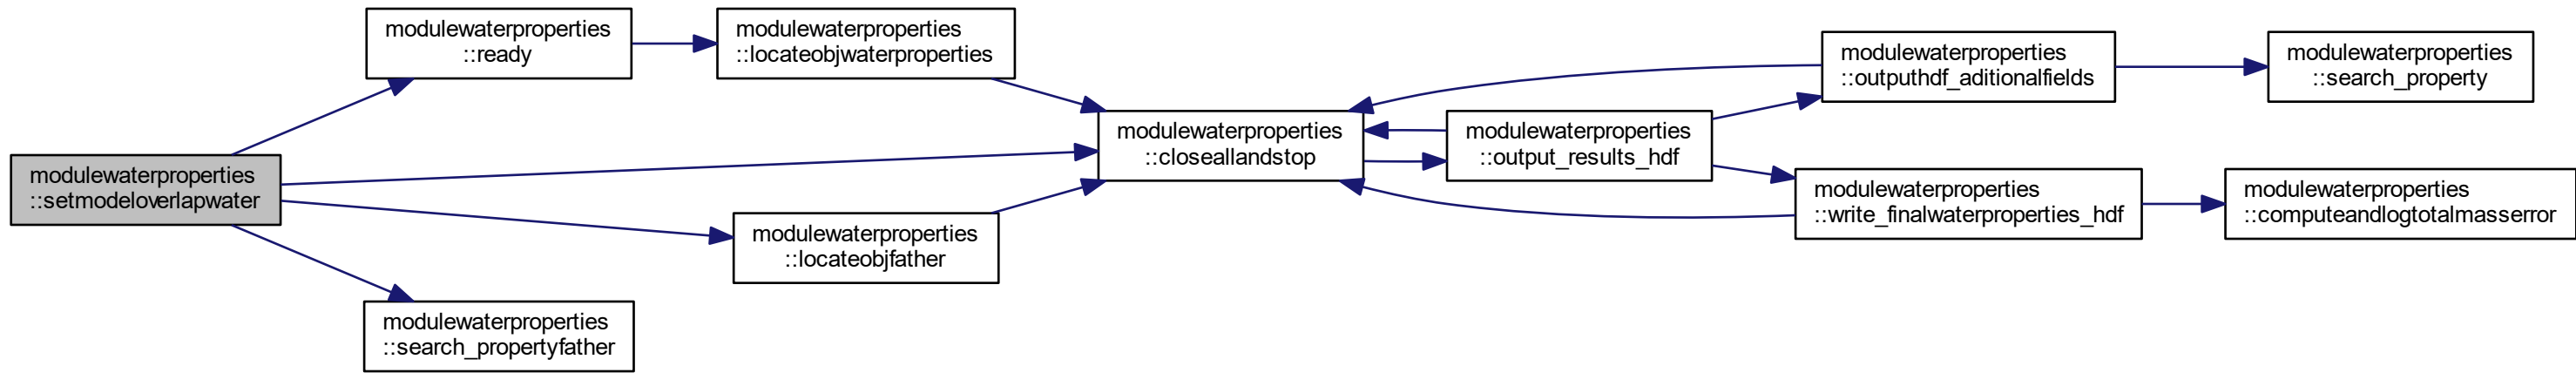 modulewaterproperties
::setmodeloverlapwater
modulewaterproperties
::ready
modulewaterproperties
::locateobjwaterproperties
modulewaterproperties
::closeallandstop
modulewaterproperties
::output_results_hdf
modulewaterproperties
::outputhdf_aditionalfields
modulewaterproperties
::search_property
modulewaterproperties
::write_finalwaterproperties_hdf
modulewaterproperties
::computeandlogtotalmasserror
modulewaterproperties
::locateobjfather
modulewaterproperties
::search_propertyfather